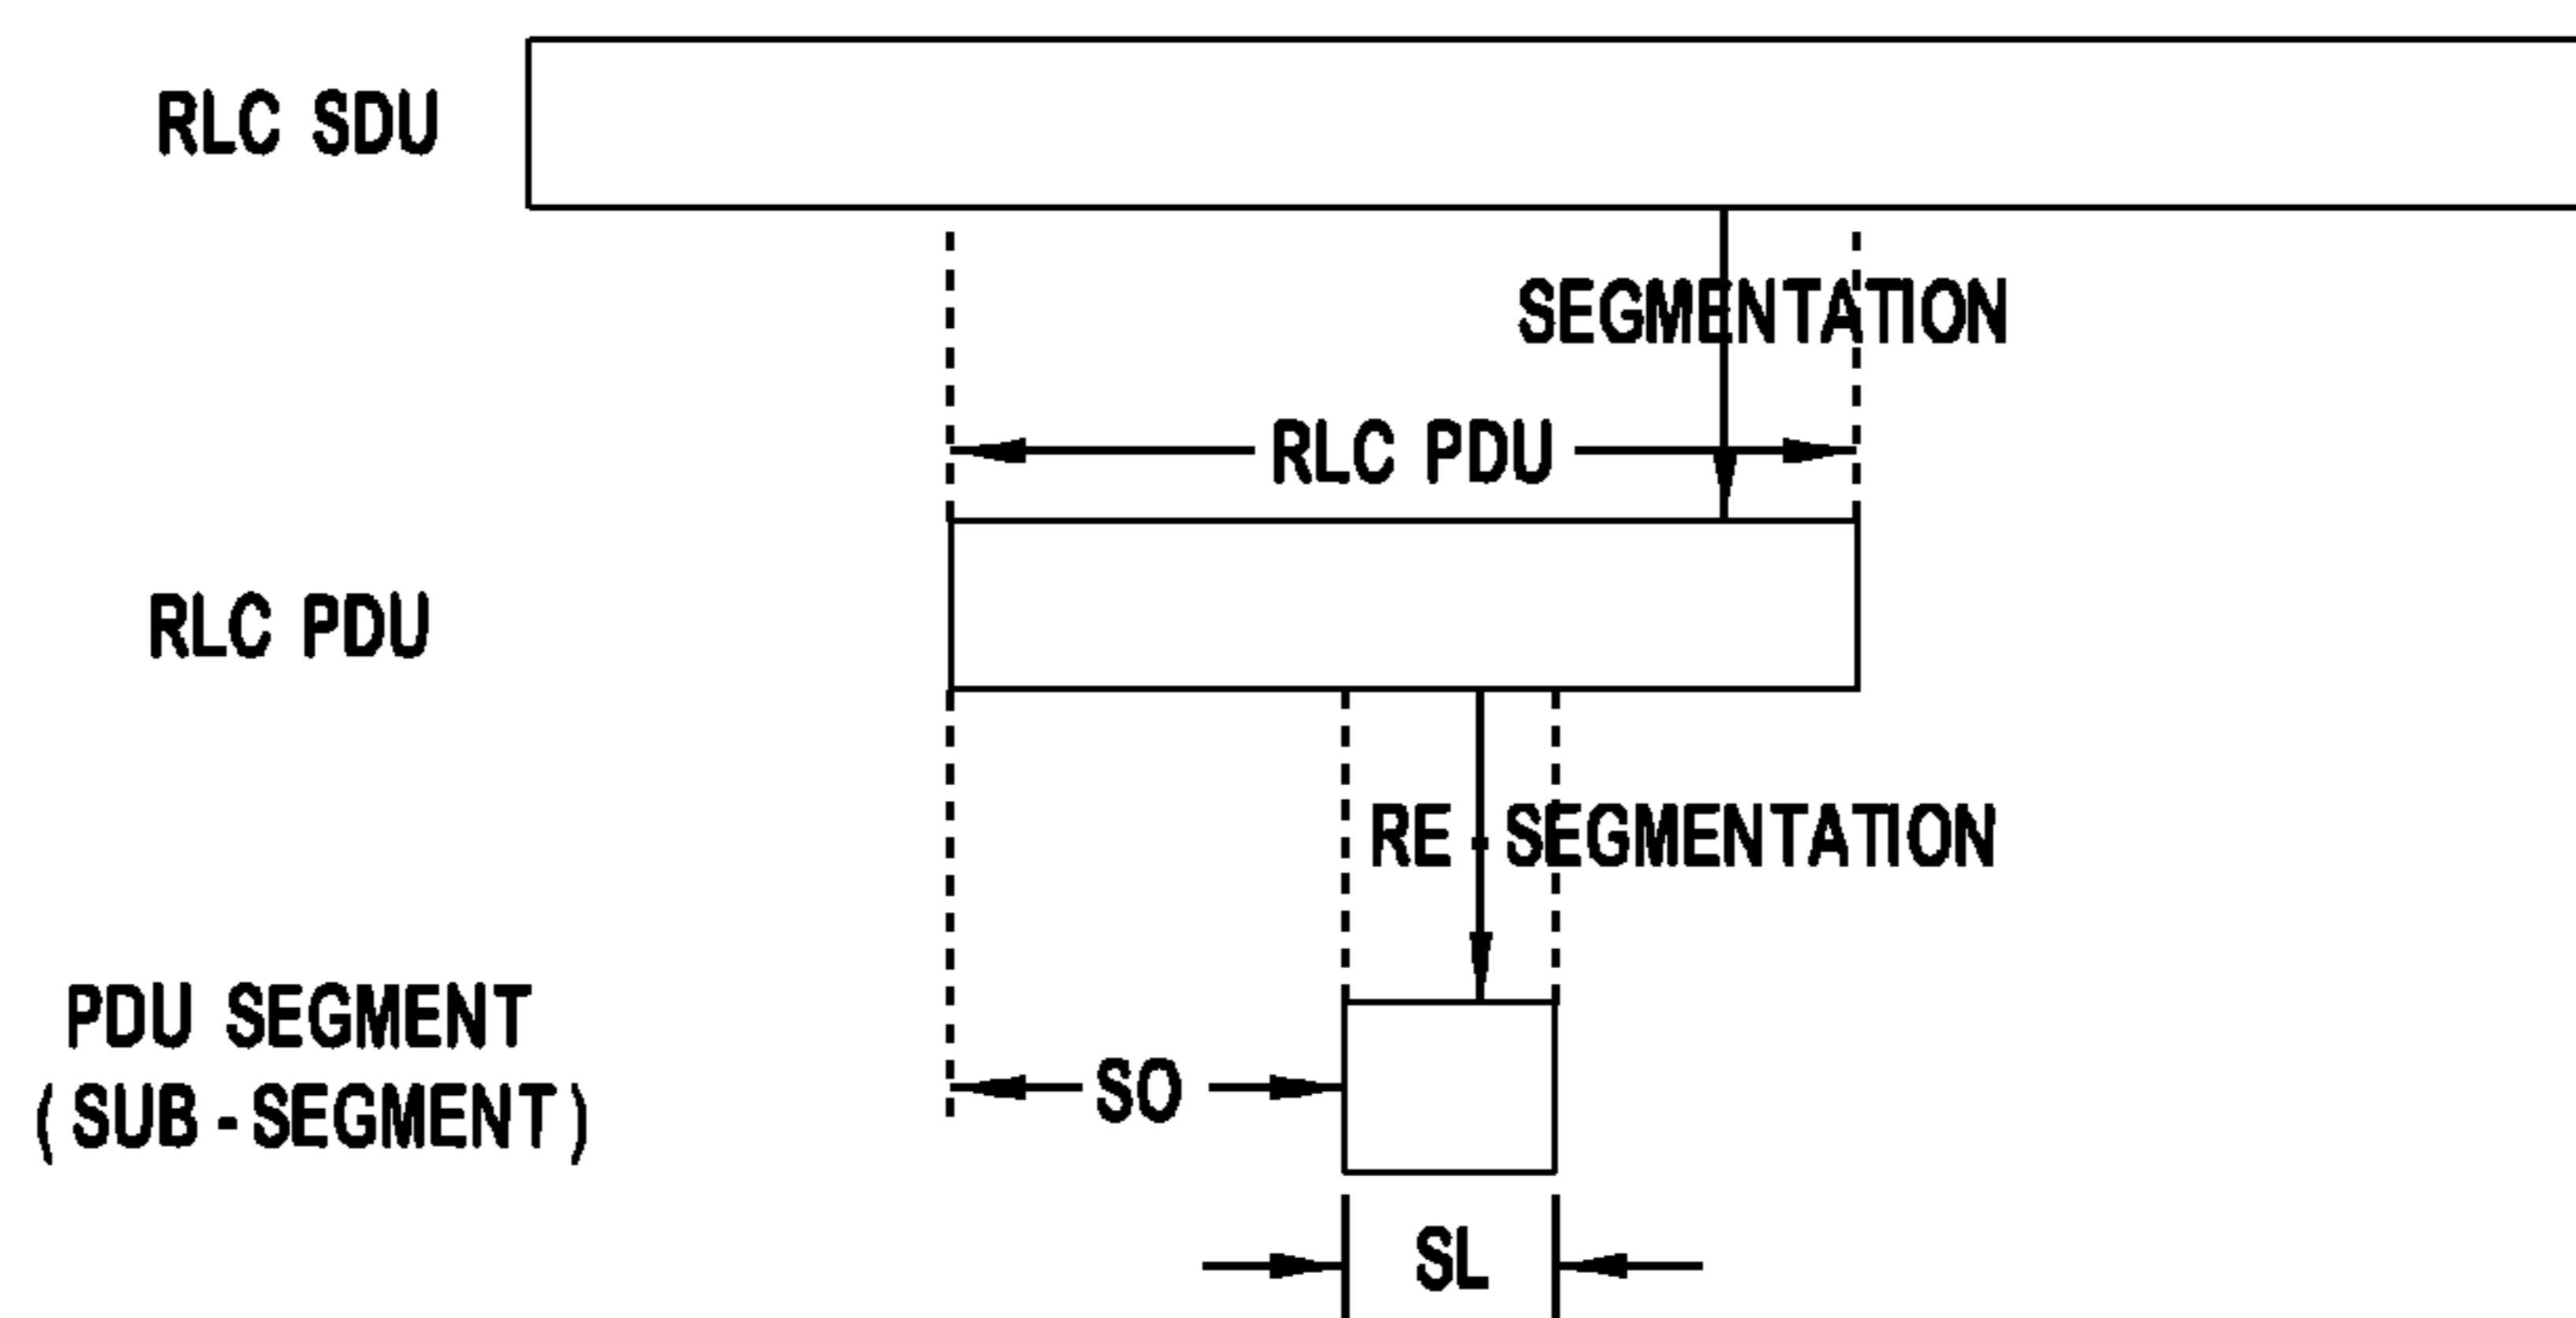 RLC SDU
SEGMENTATION
RLC PDU
RLC PDU
RE-SEGMENTATION
PDU SEGMENT
(SUB-SEGMENT)
SO
SL